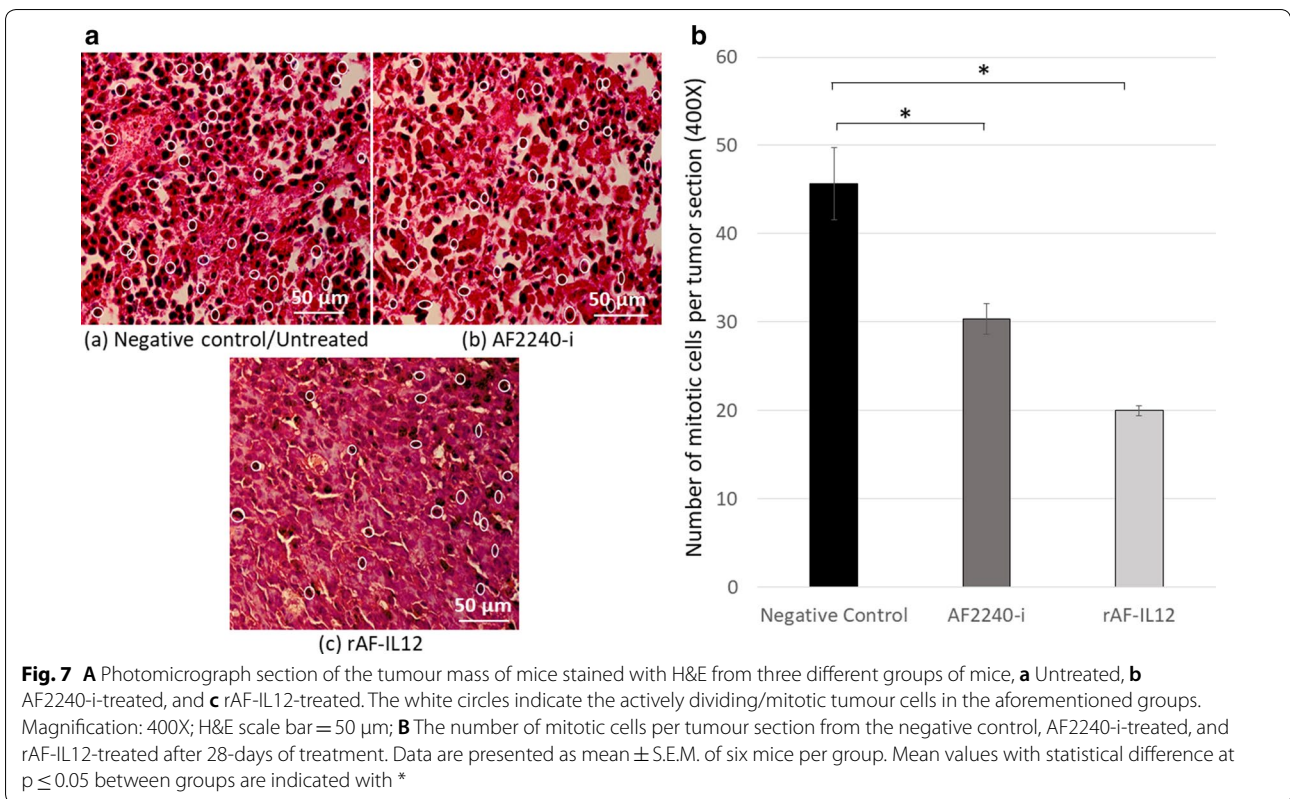 a
50 µm
50 µm
(a) Negative control/Untreated
(b) AF2240-i
50 µm
(c) rAF-IL12
b
Number of mitotic cells per tumor section (400X)
60
50
40
30
20
10
0
*
*
Negative Control
AF2240-i
rAF-IL12
Fig. 7 A Photomicrograph section of the tumour mass of mice stained with H&E from three different groups of mice, a Untreated, b
AF2240-i-treated, and c rAF-IL12-treated. The white circles indicate the actively dividing/mitotic tumour cells in the aforementioned groups.
Magnification: 400X; H&E scale bar = 50 µm; B The number of mitotic cells per tumour section from the negative control, AF2240-i-treated, and
rAF-IL12-treated after 28-days of treatment. Data are presented as mean ± S.E.M. of six mice per group. Mean values with statistical difference at
p ≤ 0.05 between groups are indicated with *